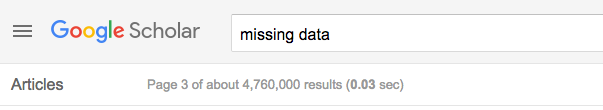 Google Scholar missing data
Articles Page 3 of about 4,760,000 results (0.03 sec)